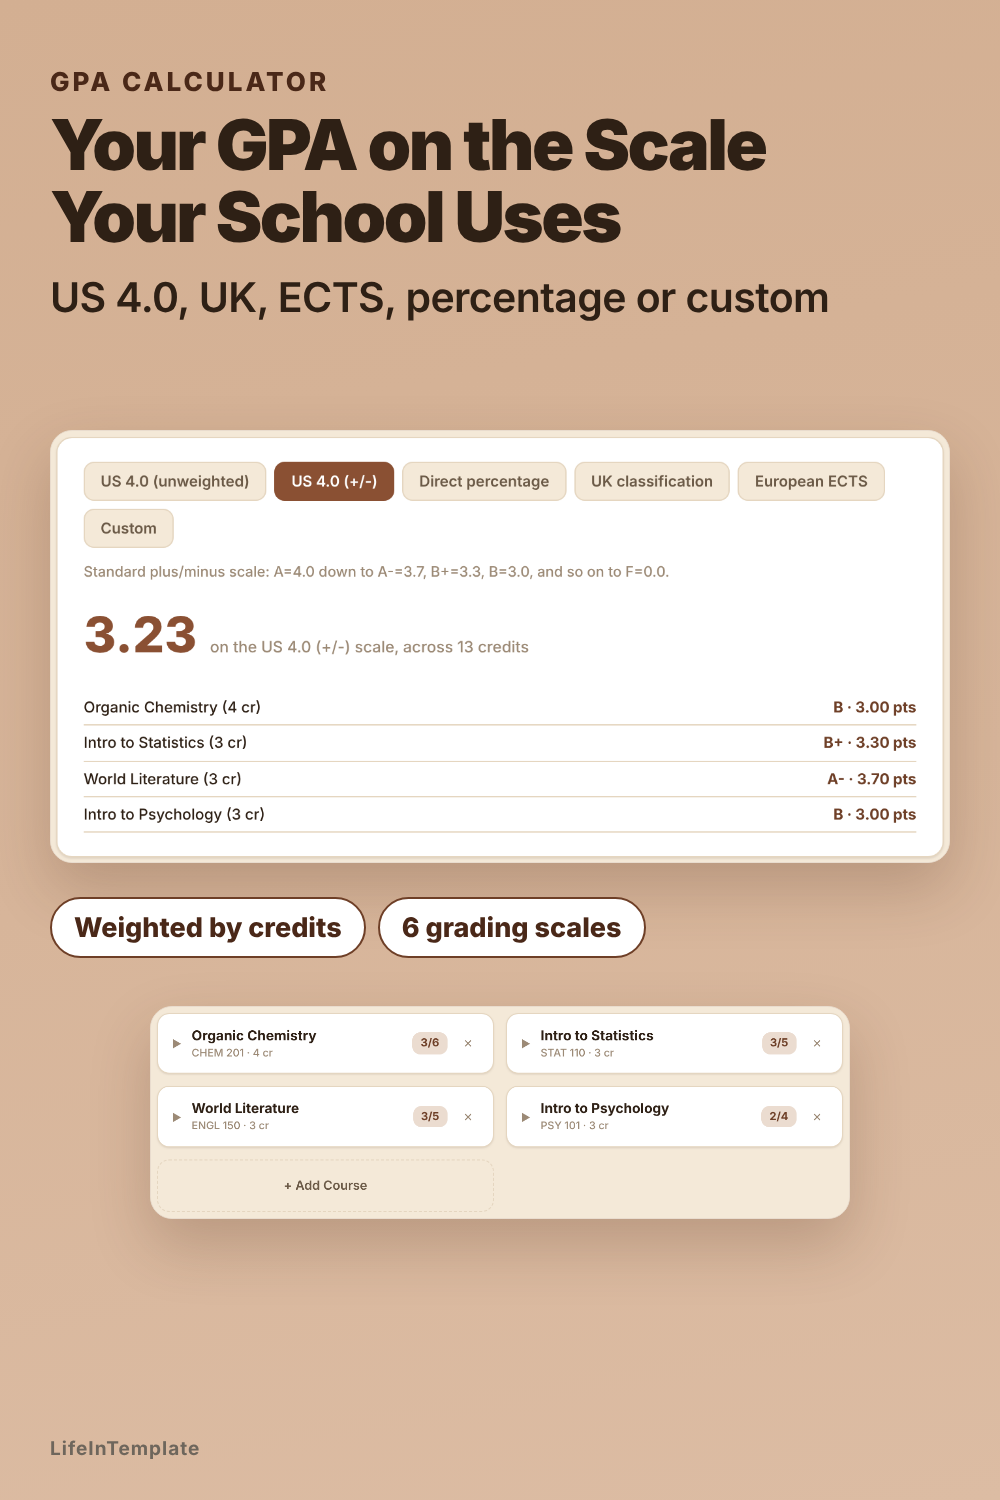 GPA CALCULATOR
Your GPA on the Scale
Your School Uses
US 4.0, UK, ECTS, percentage or custom
US 4.0 (unweighted)
US 4.0 (+/-)
Direct percentage
UK classification
European ECTS
Custom
Standard plus/minus scale: A=4.0 down to A-=3.7, B+=3.3, B=3.0, and so on to F=0.0.
3.23 on the US 4.0 (+/-) scale, across 13 credits
Organic Chemistry (4 cr) B · 3.00 pts
Intro to Statistics (3 cr) B+ · 3.30 pts
World Literature (3 cr) A- · 3.70 pts
Intro to Psychology (3 cr) B · 3.00 pts
Weighted by credits
6 grading scales
▶ Organic Chemistry 3/6 ×
CHEM 201 · 4 cr
▶ Intro to Statistics 3/5 ×
STAT 110 · 3 cr
▶ World Literature 3/5 ×
ENGL 150 · 3 cr
▶ Intro to Psychology 2/4 ×
PSY 101 · 3 cr
+ Add Course
LifeInTemplate